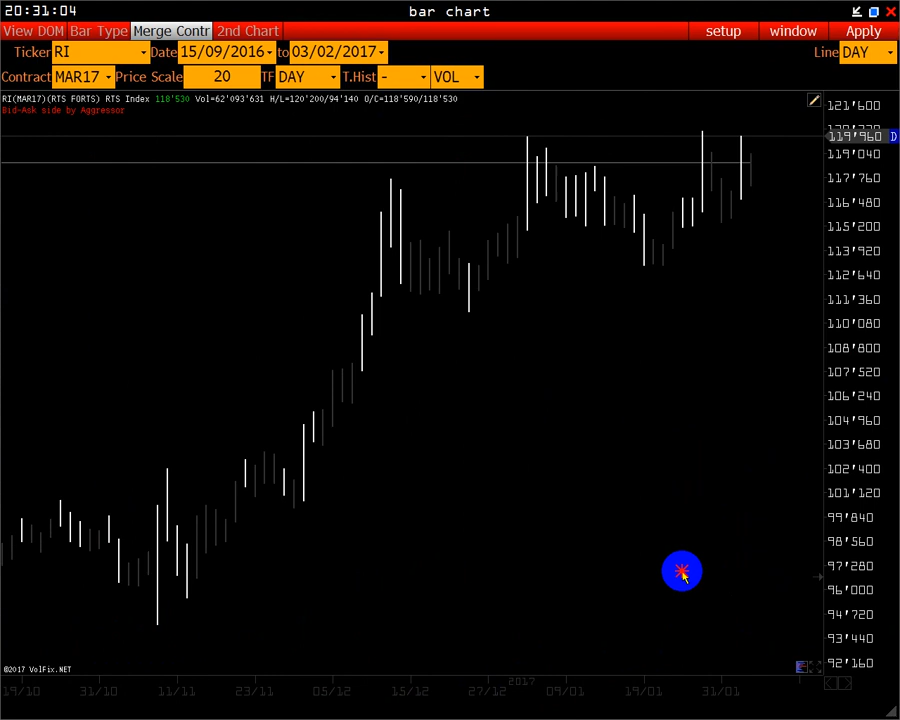 20:31:04 bar chart
View DOM Bar Type Merge Contr 2nd Chart setup window Apply
Ticker RI Date 15/09/2016 to 03/02/2017 Line DAY
Contract MAR17 Price Scale 20 TF DAY T.Hist - VOL
RI(MAR17)(RTS FORTS) RTS Index 118'530 Vol=62'093'631 H/L=120'200/94'140 O/C=118'590/118'530
Bid-Ask side by Aggressor
121'600
119'960 D
119'040
117'760
116'480
115'200
113'920
112'640
111'360
110'080
108'800
107'520
106'240
104'960
103'680
102'400
101'120
99'840
98'560
97'280
96'000
94'720
93'440
92'160
©2017 VolFix.NET
2017
19/10 31/10 11/11 23/11 05/12 15/12 27/12 09/01 19/01 31/01